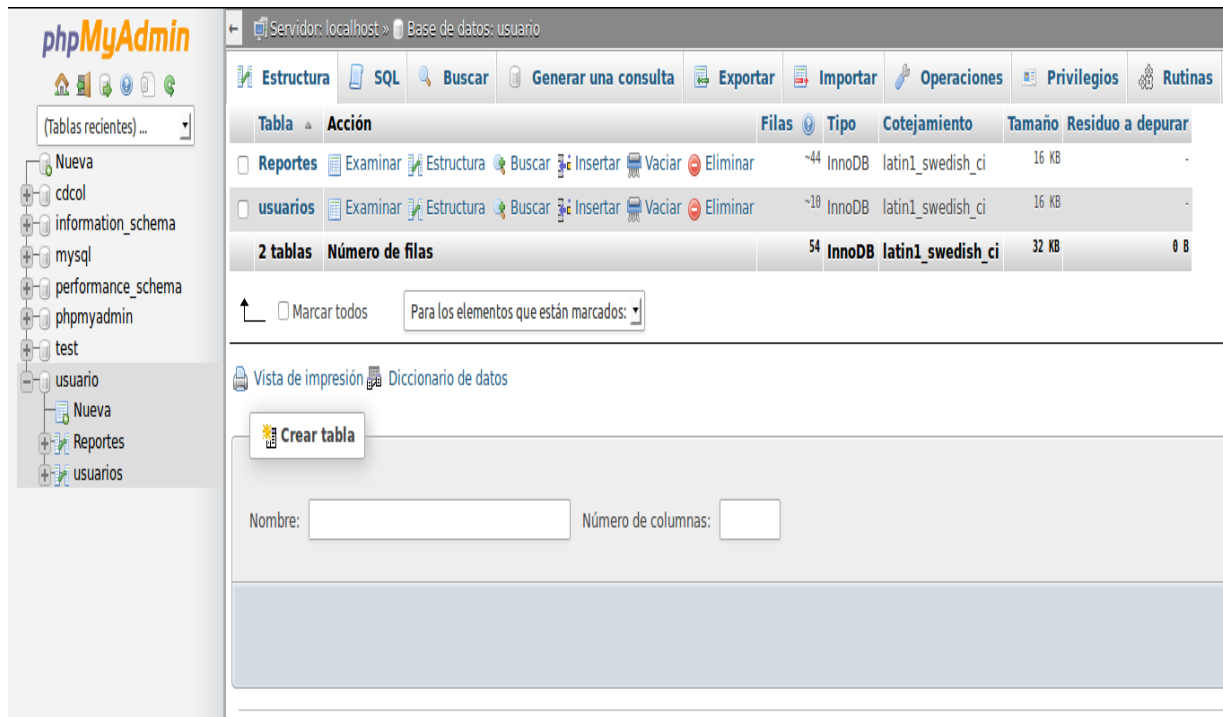 phpMyAdmin
(Tablas recientes) ...
Nueva
cdcol
information_schema
mysql
performance_schema
phpmyadmin
test
usuario
Nueva
Reportes
usuarios
Servidor: localhost » Base de datos: usuario
Estructura SQL Buscar Generar una consulta Exportar Importar Operaciones Privilegios Rutinas
Tabla Acción Filas Tipo Cotejamiento Tamaño Residuo a depurar
Reportes Examinar Estructura Buscar Insertar Vaciar Eliminar ~44 InnoDB latin1_swedish_ci 16 KB -
usuarios Examinar Estructura Buscar Insertar Vaciar Eliminar ~10 InnoDB latin1_swedish_ci 16 KB -
2 tablas Número de filas 54 InnoDB latin1_swedish_ci 32 KB 0 B
Marcar todos Para los elementos que están marcados:
Vista de impresión Diccionario de datos
Crear tabla
Nombre: Número de columnas: